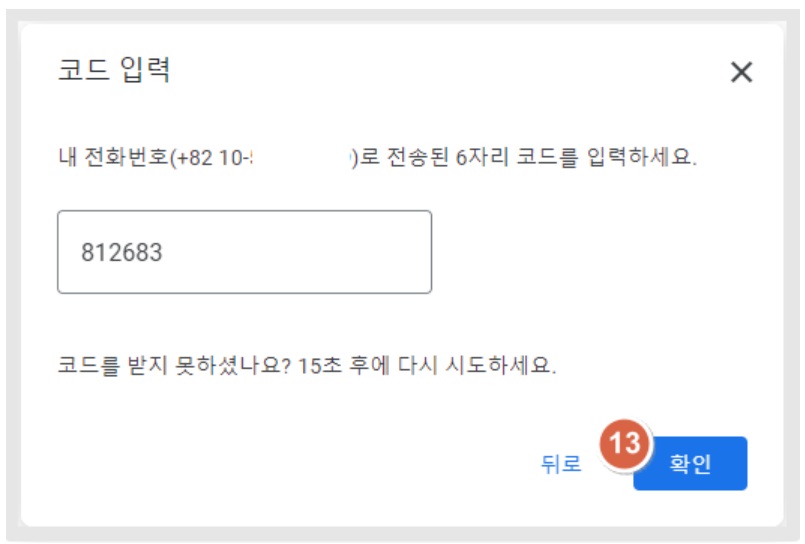 코드 입력
내 전화번호(+82 10- )로 전송된 6자리 코드를 입력하세요.
812683
코드를 받지 못하셨나요? 15초 후에 다시 시도하세요.
뒤로
13
확인